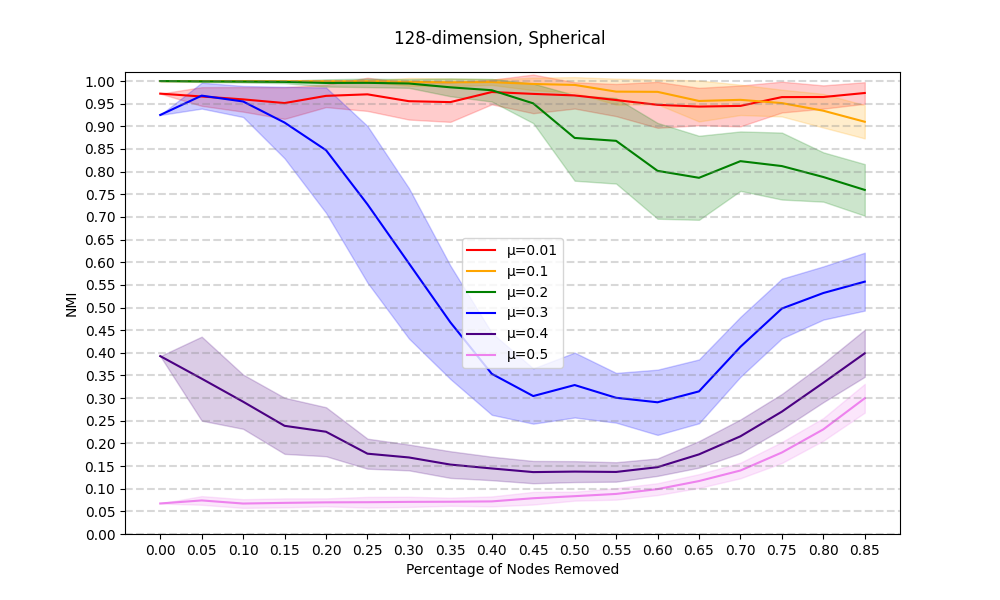 128-dimension, Spherical
NMI
1.00
0.95
0.90
0.85
0.80
0.75
0.70
0.65
0.60
0.55
0.50
0.45
0.40
0.35
0.30
0.25
0.20
0.15
0.10
0.05
0.00
μ=0.01
μ=0.1
μ=0.2
μ=0.3
μ=0.4
μ=0.5
0.00 0.05 0.10 0.15 0.20 0.25 0.30 0.35 0.40 0.45 0.50 0.55 0.60 0.65 0.70 0.75 0.80 0.85
Percentage of Nodes Removed